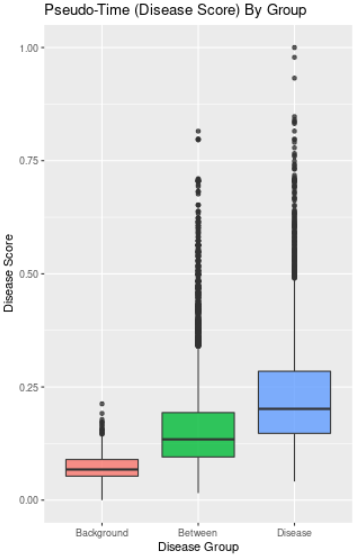 Pseudo-Time (Disease Score) By Group
1.00
0.75
0.50
0.25
0.00
Disease Score
Background Between Disease
Disease Group